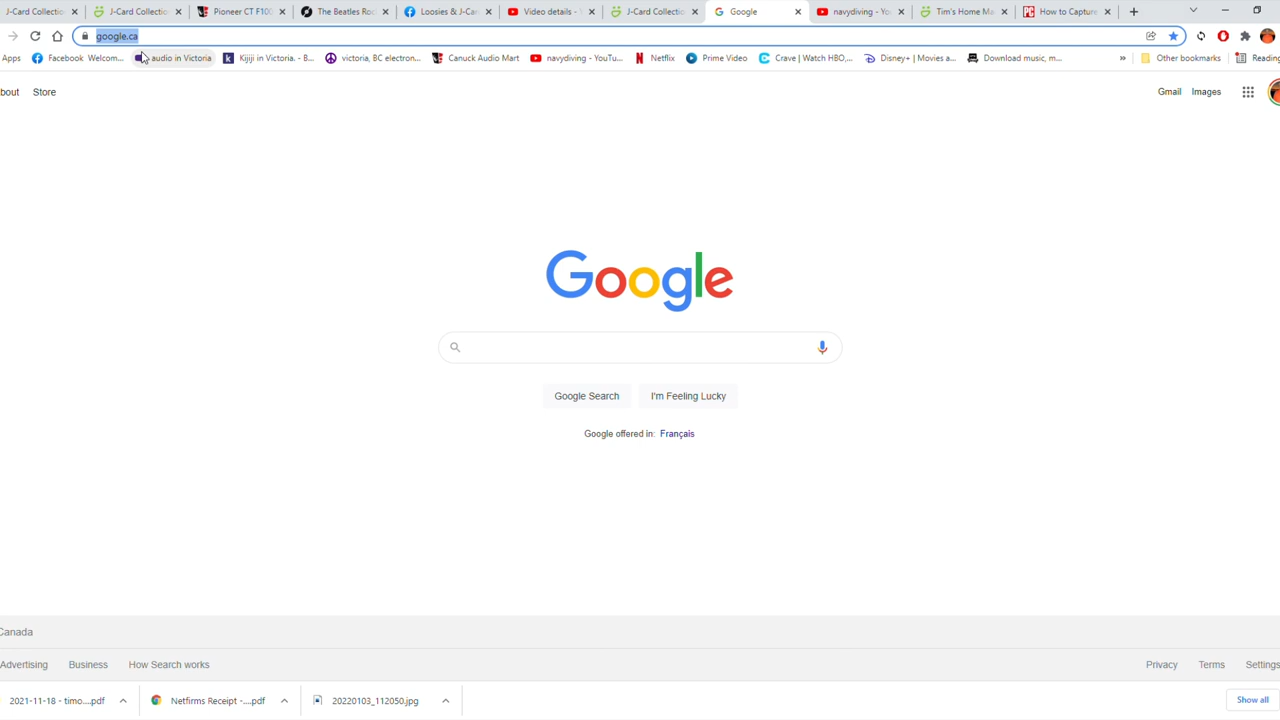 J-Card Collectio
J-Card Collectio
Pioneer CT F100
The Beatles Roc
Loosies & J-Car
Video details -
J-Card Collectio
Google
navydiving - Yo
Tim's Home Ma
How to Capture
google.ca
Apps
Facebook Welcom...
audio in Victoria
Kijiji in Victoria. - B...
victoria, BC electron...
Canuck Audio Mart
navydiving - YouTu...
Netflix
Prime Video
Crave | Watch HBO,...
Disney+ | Movies a...
Download music, m...
»
Other bookmarks
Reading
bout
Store
Gmail
Images
Google
Google Search
I'm Feeling Lucky
Google offered in: Français
Canada
Advertising
Business
How Search works
Privacy
Terms
Settings
2021-11-18 - timo....pdf
Netfirms Receipt -....pdf
20220103_112050.jpg
Show all